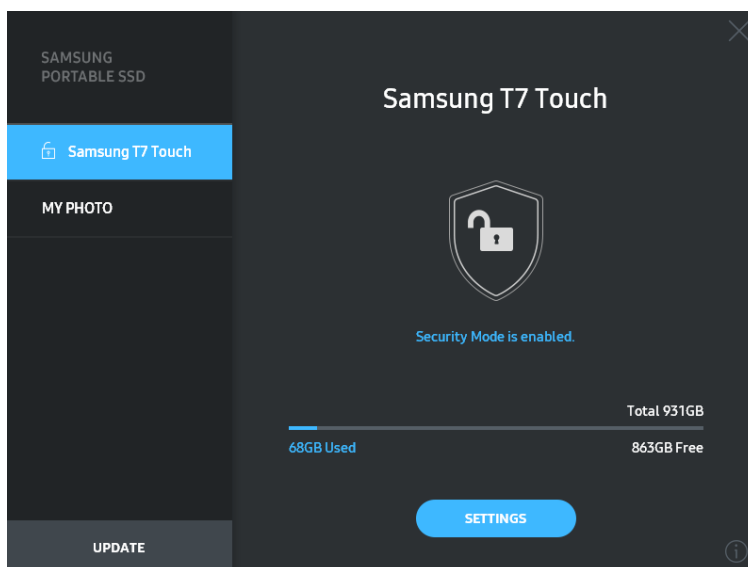 SAMSUNG
PORTABLE SSD
Samsung T7 Touch
MY PHOTO
UPDATE
Samsung T7 Touch
Security Mode is enabled.
Total 931GB
68GB Used
863GB Free
SETTINGS